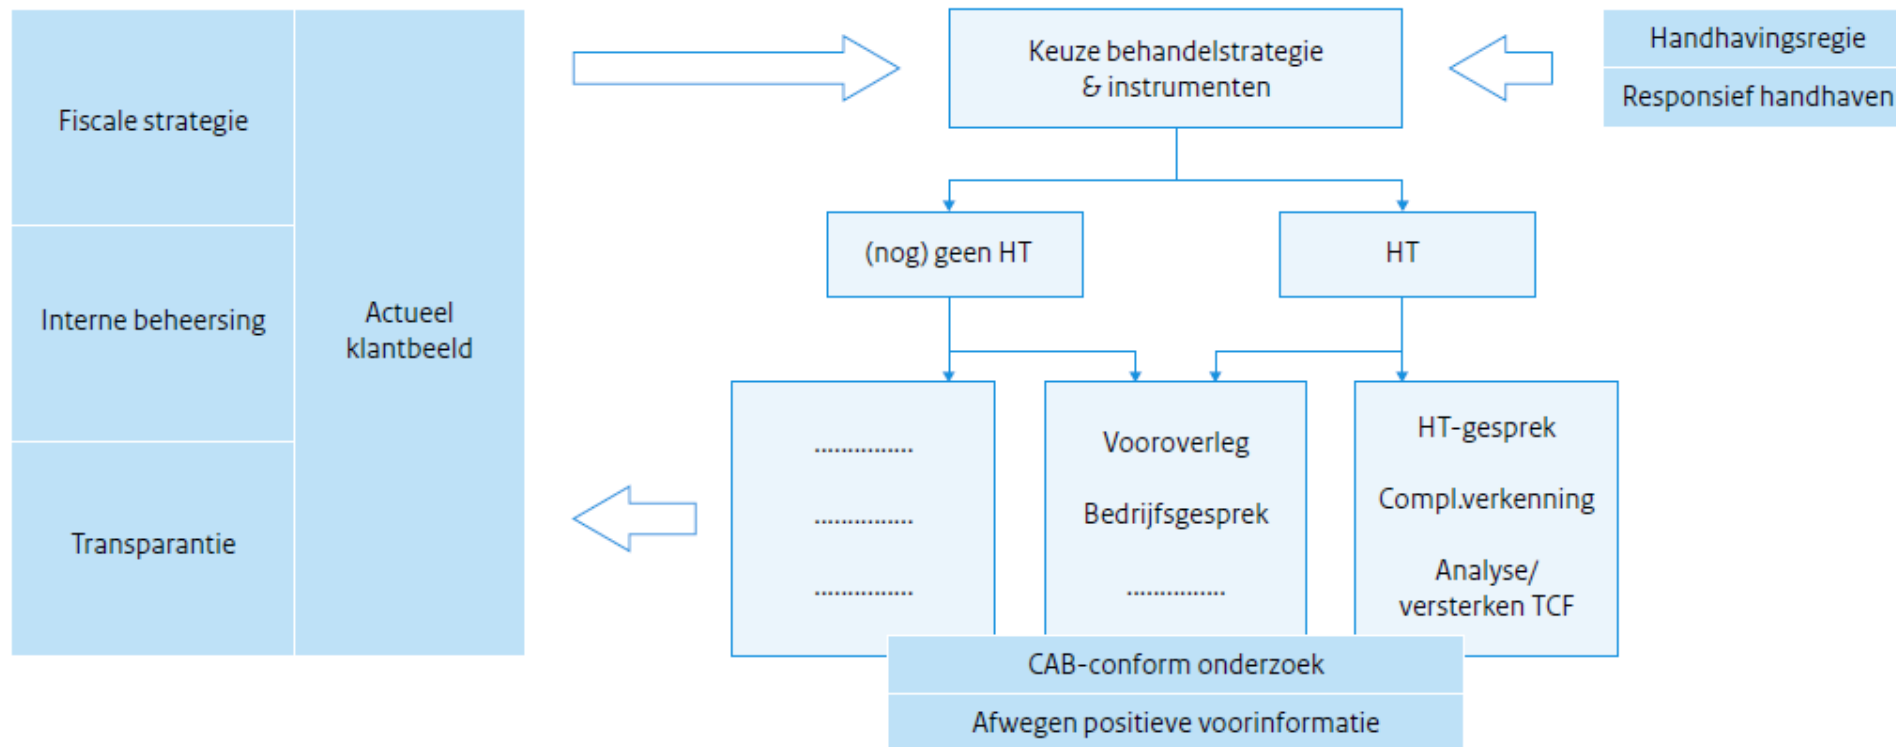 Fiscale strategie
Interne beheersing
Transparantie
Actueel
klantbeeld
Keuze behandelstrategie
& instrumenten
Handhavingsregie
Responsief handhaven
(nog) geen HT
HT
...............
...............
...............
Vooroverleg
Bedrijfsgesprek
...............
HT-gesprek
Compl.verkenning
Analyse/
versterken TCF
CAB-conform onderzoek
Afwegen positieve voorinformatie